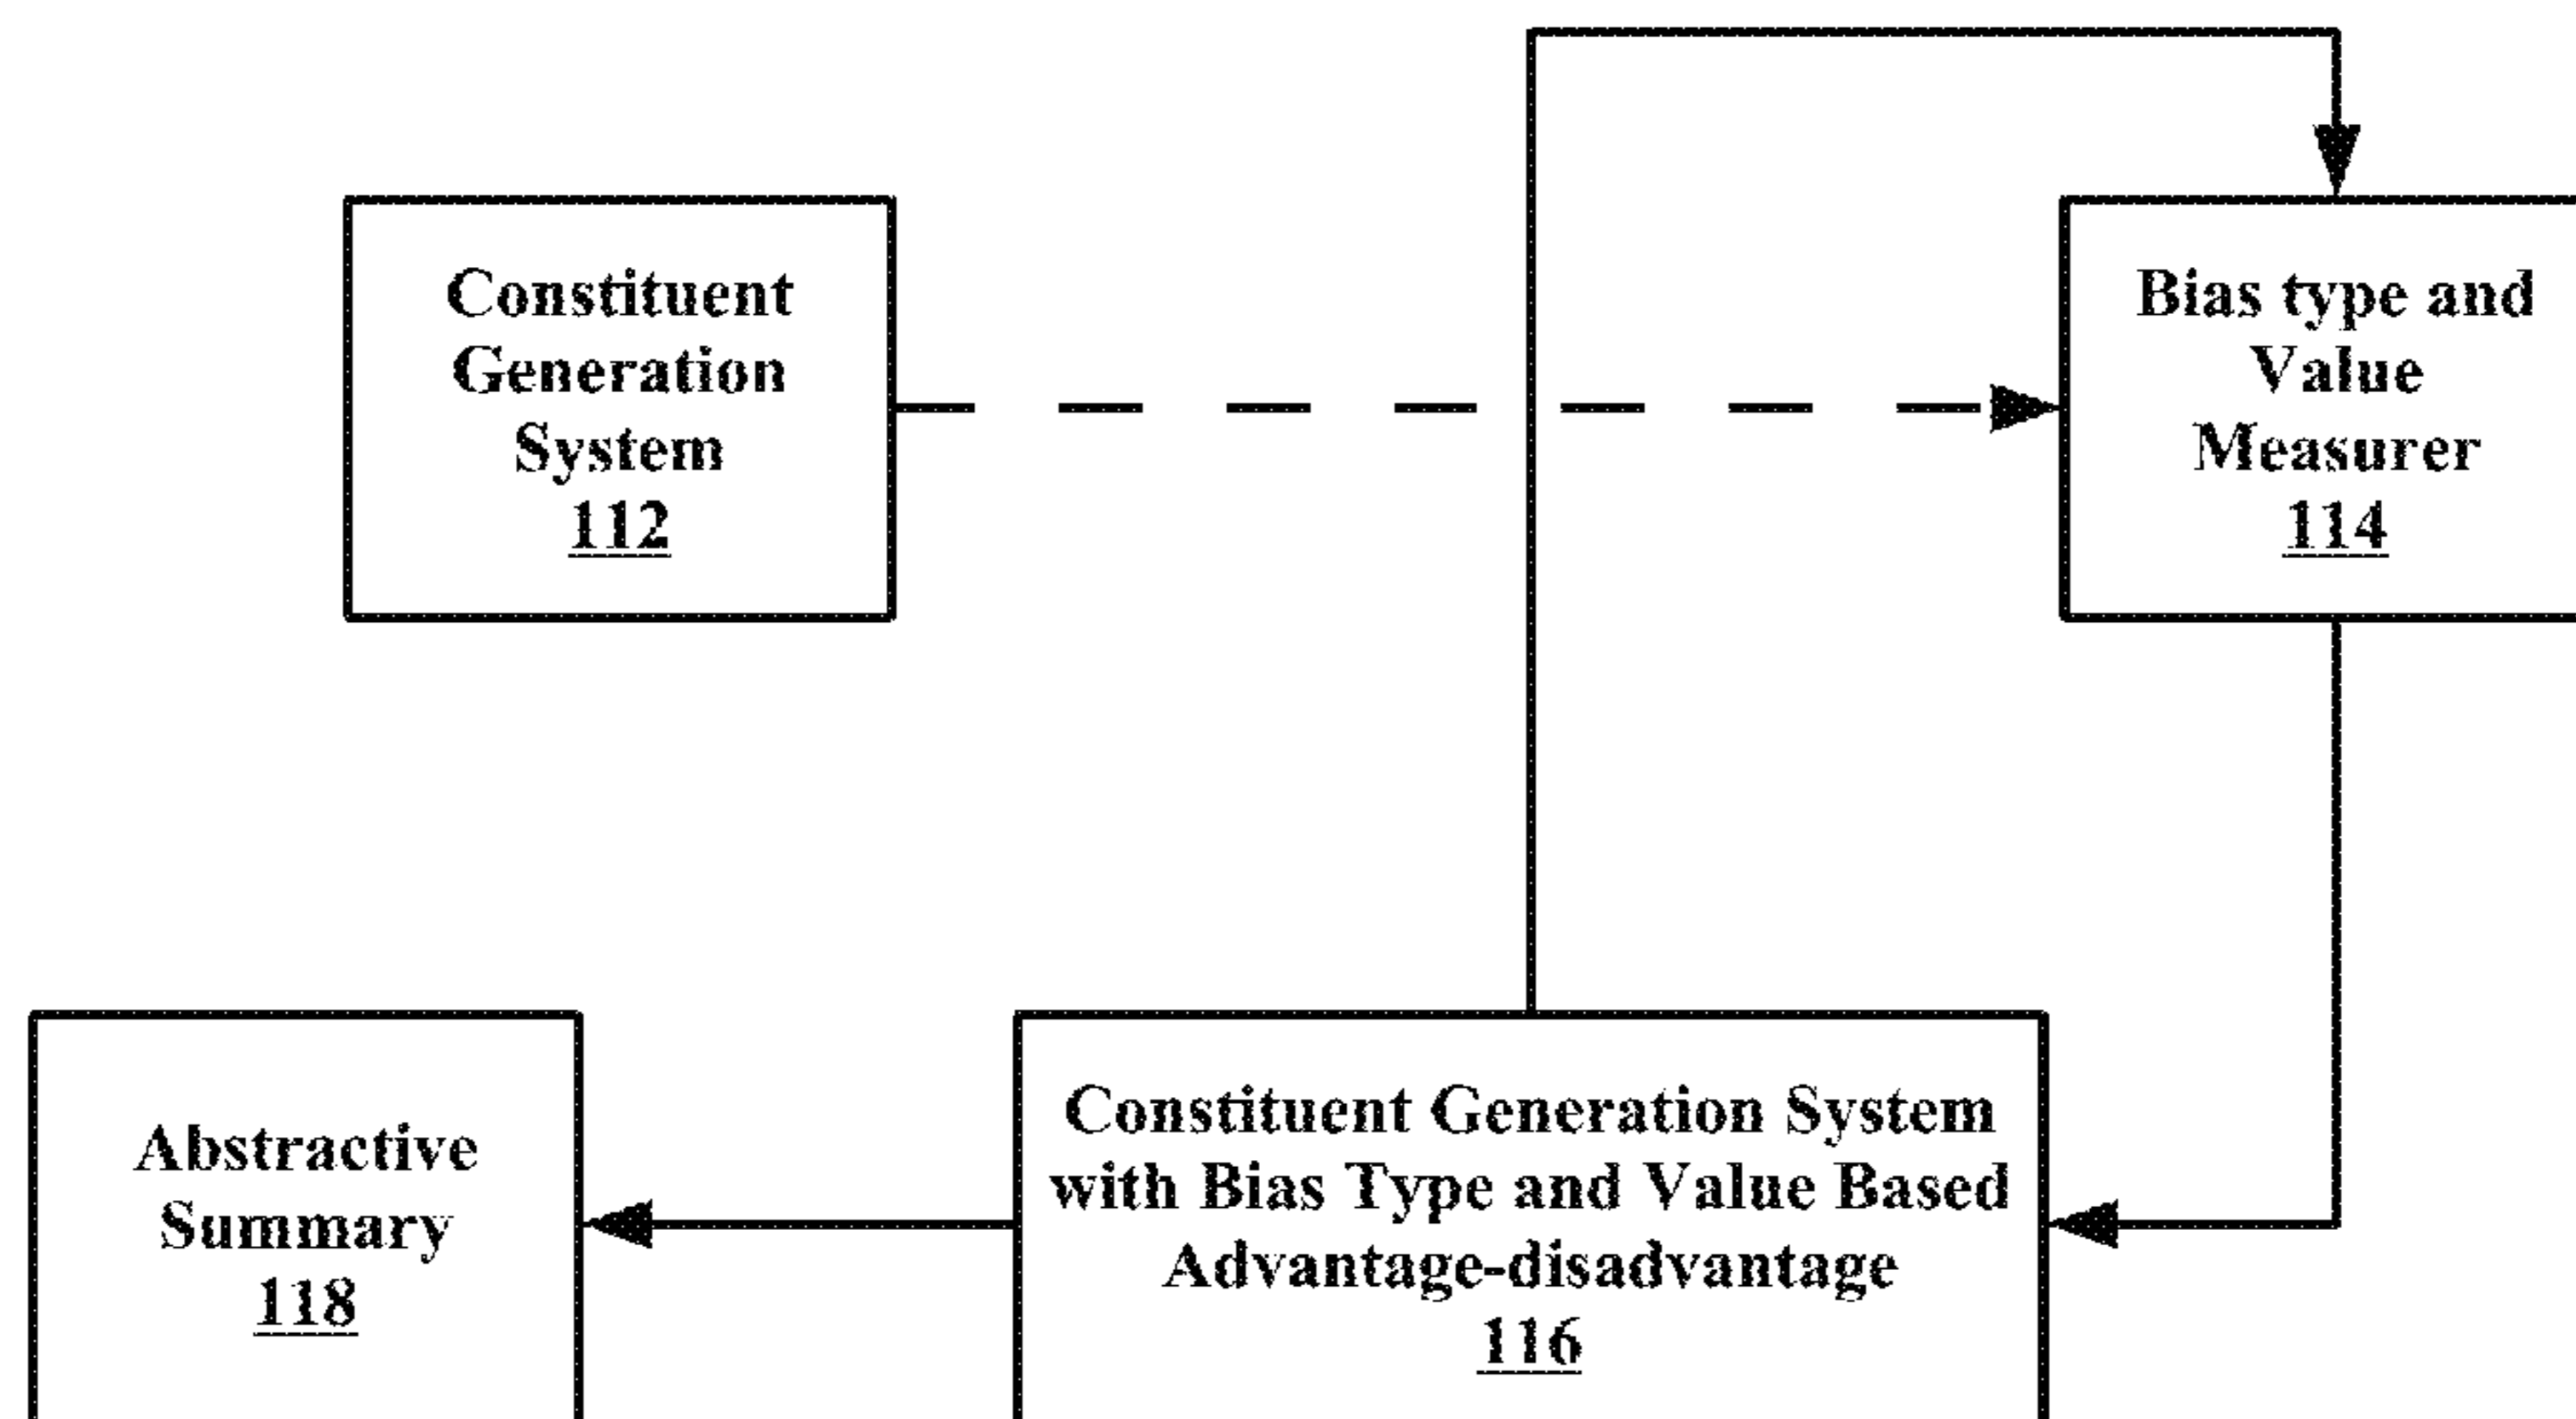 Constituent
Generation
System
112
Bias type and
Value
Measurer
114
Abstractive
Summary
118
Constituent Generation System
with Bias Type and Value Based
Advantage-disadvantage
116